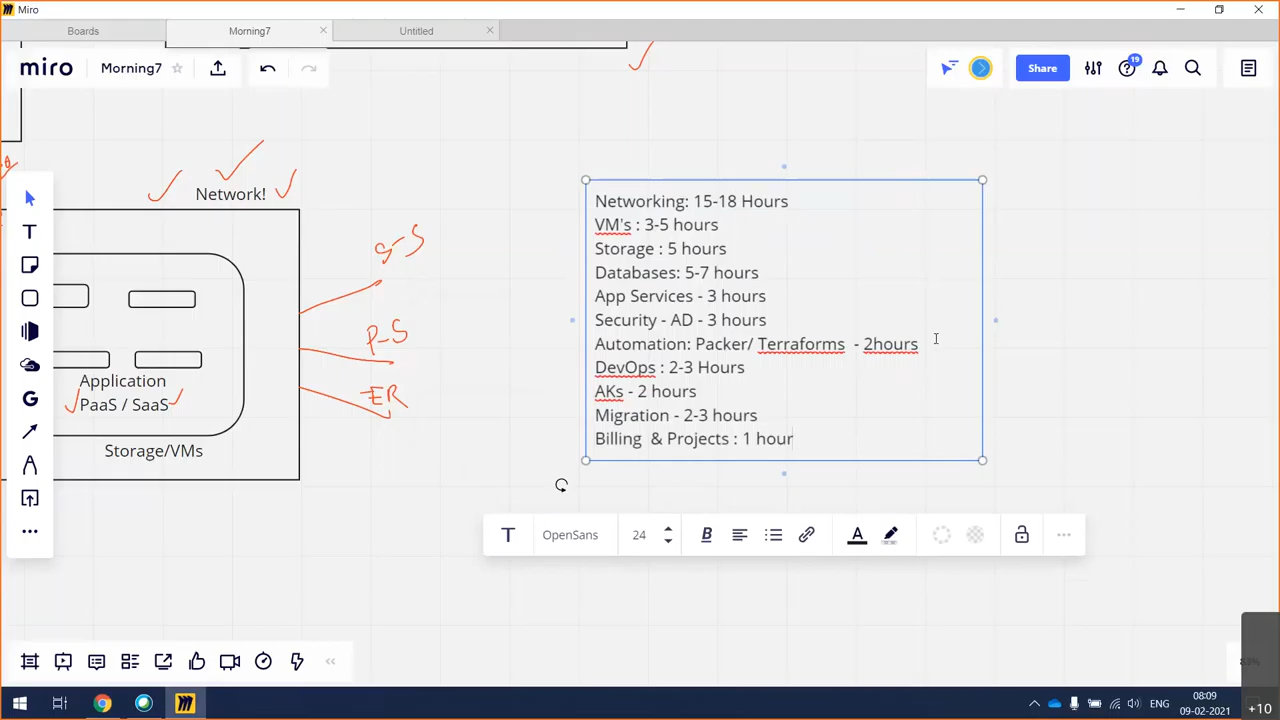 Miro
Boards
Morning7
Untitled
miro
Morning7
Share
19
Network!
S-S
P-S
ER
Application
PaaS / SaaS
Storage/VMs
Networking: 15-18 Hours
VM's : 3-5 hours
Storage : 5 hours
Databases: 5-7 hours
App Services - 3 hours
Security - AD - 3 hours
Automation: Packer/ Terraforms - 2hours
DevOps : 2-3 Hours
AKs - 2 hours
Migration - 2-3 hours
Billing & Projects : 1 hour
OpenSans
24
ENG
08:09
09-02-2021
+10